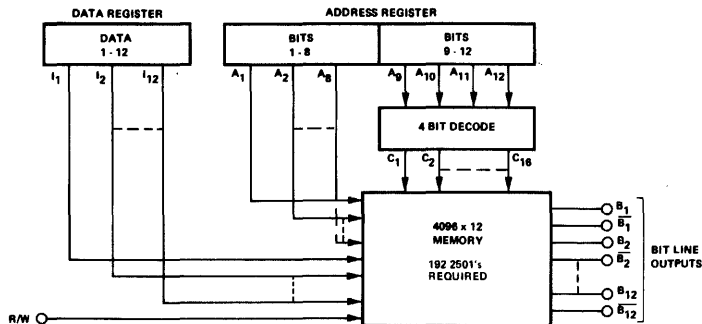 DATA REGISTER
ADDRESS REGISTER
DATA
1 - 12
BITS
1 - 8
BITS
9 - 12
I1 I2 I12
A1 A2 A8
A9 A10 A11 A12
4 BIT DECODE
C1 C2 C16
4096 x 12
MEMORY
192 2501's
REQUIRED
B1
B1
B2
B2
B12
B12
BIT LINE
OUTPUTS
R/W